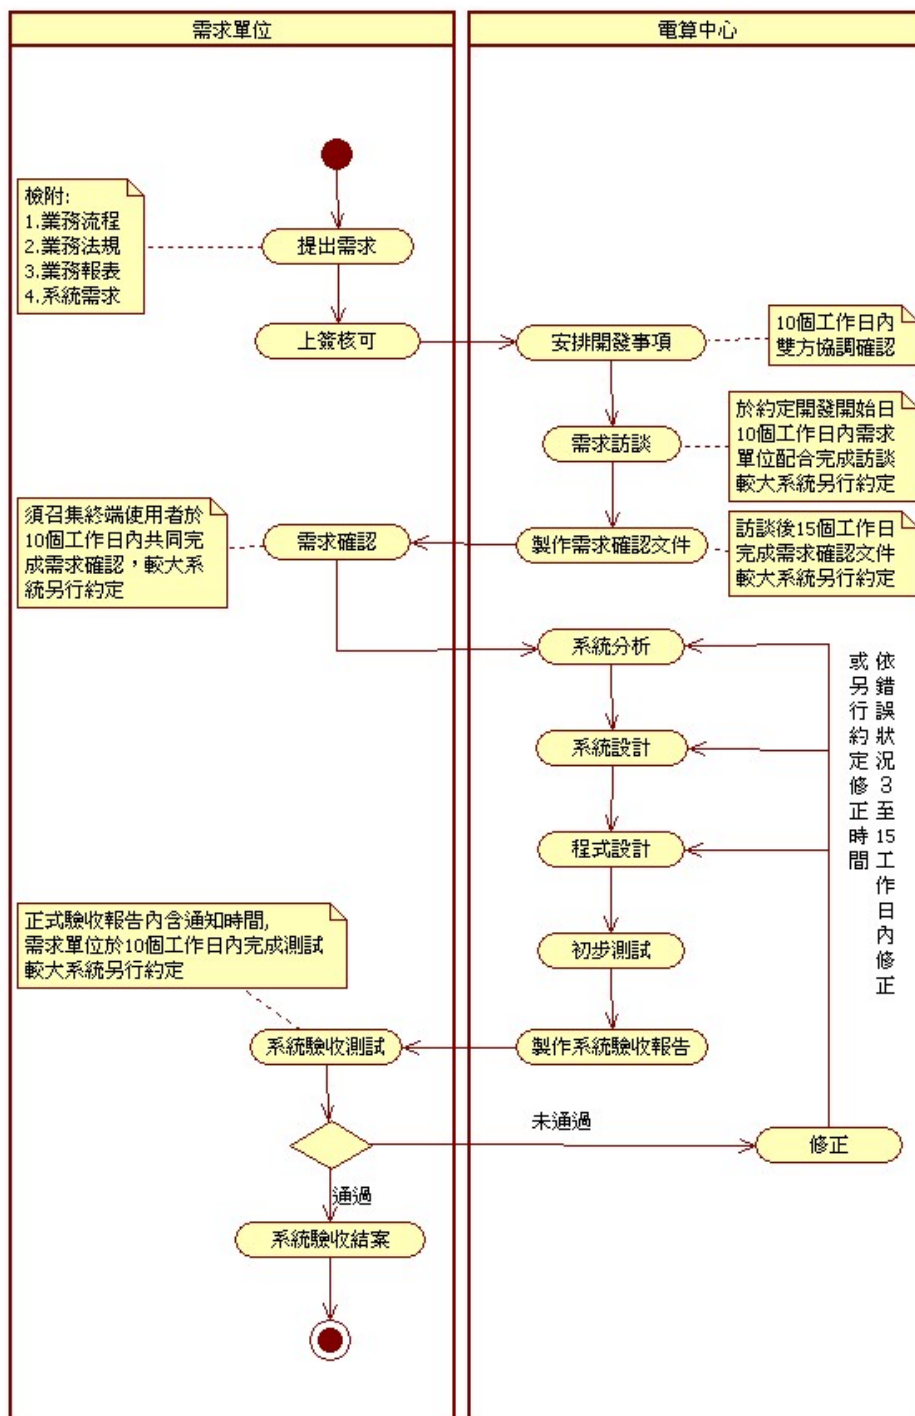 需求單位
電算中心
檢附:
1.業務流程
2.業務法規
3.業務報表
4.系統需求
提出需求
上簽核可
安排開發事項
10個工作日內
雙方協調確認
需求訪談
於約定開發開始日
10個工作日內需求
單位配合完成訪談
較大系統另行約定
須召集終端使用者於
10個工作日內共同完
成需求確認，較大系
統另行約定
需求確認
製作需求確認文件
訪談後15個工作日
完成需求確認文件
較大系統另行約定
系統分析
依錯誤狀況3至15工作日內修正
或另行約定修正時間
系統設計
程式設計
初步測試
正式驗收報告內含通知時間,
需求單位於10個工作日內完成測試
較大系統另行約定
系統驗收測試
製作系統驗收報告
未通過
修正
通過
系統驗收結案